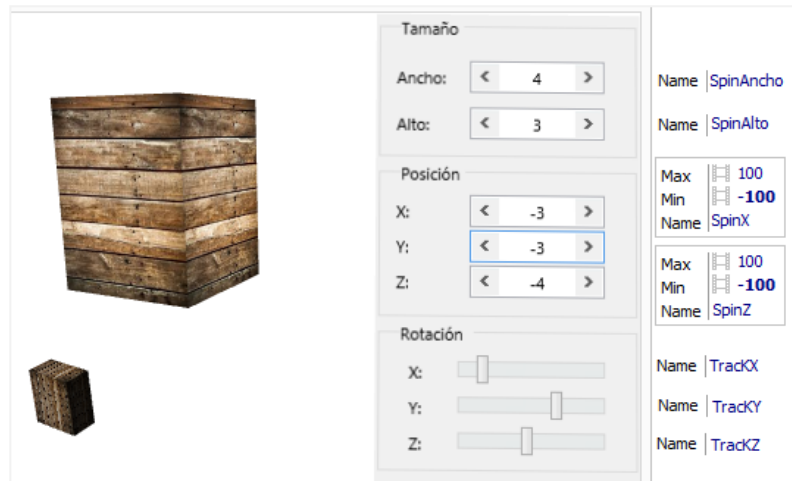 Tamaño
Ancho: < 4 >
Alto: < 3 >
Posición
X: < -3 >
Y: < -3 >
Z: < -4 >
Rotación
X:
Y:
Z:
Name SpinAncho
Name SpinAlto
Max 100
Min -100
Name SpinX
Max 100
Min -100
Name SpinZ
Name TracKX
Name TracKY
Name TracKZ